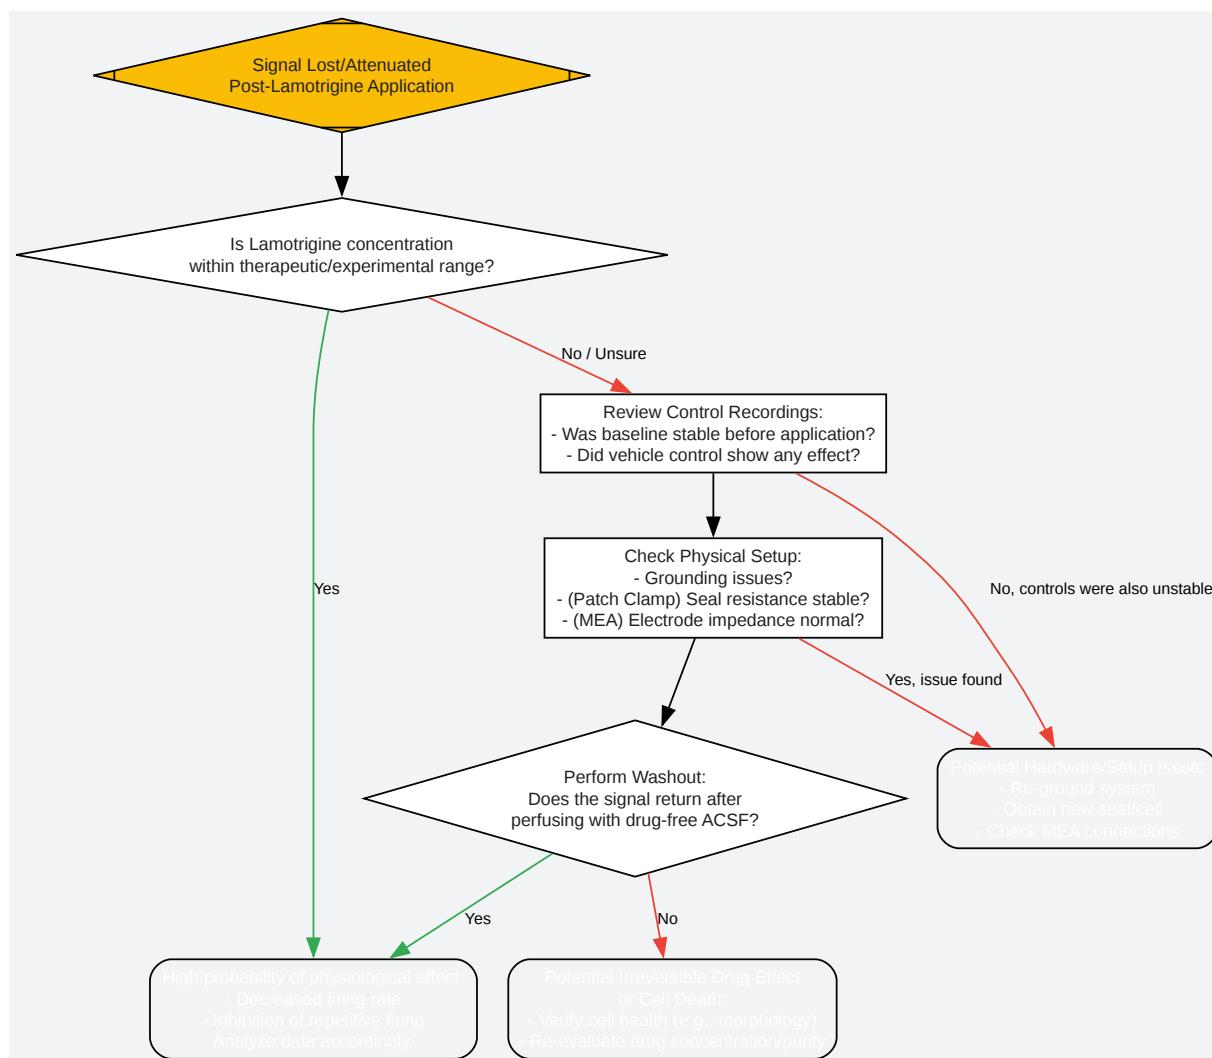 Signal Lost/Attenuated
Post-Lamotrigine Application
Is Lamotrigine concentration
within therapeutic/experimental range?
No / Unsure
Review Control Recordings:
- Was baseline stable before application?
- Did vehicle control show any effect?
Check Physical Setup:
- Grounding issues?
- (Patch Clamp) Seal resistance stable?
- (MEA) Electrode impedance normal?
Yes
No, controls were also unstable
Yes, issue found
Perform Washout:
Does the signal return after
perfusing with drug-free ACSF?
Potential Hardware/Setup Issue:
- Re-ground system
- Obtain new seal/cell
- Check MEA connections
Yes
No
High probability of physiological effect:
- Decreased firing rate
- Inhibition of repetitive firing
Analyze data accordingly.
Potential Irreversible Drug Effect
or Cell Death:
- Verify cell health (e.g., morphology)
- Re-evaluate drug concentration/purity